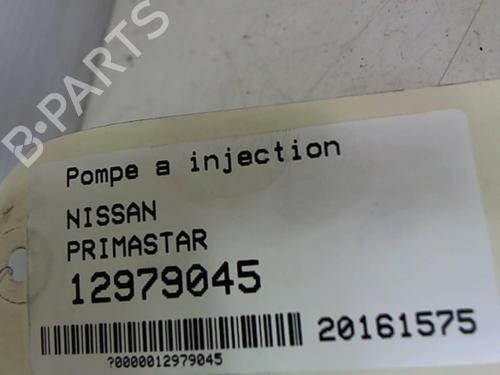 B-PARTS
Pompe a injection
NISSAN
PRIMASTAR
12979045
20161575
?0000012979045